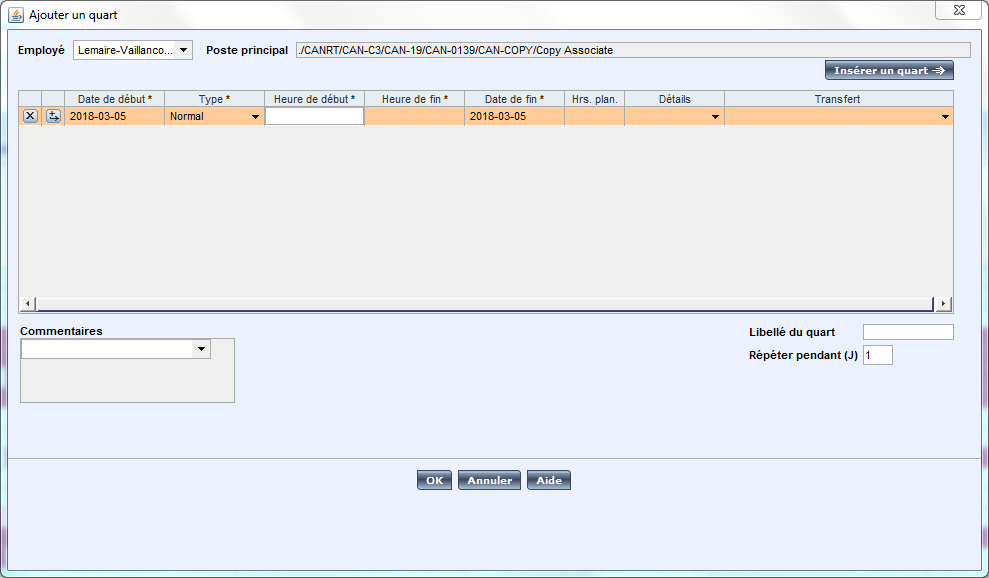 Ajouter un quart
Employé Lemaire-Vaillanco... Poste principal ./CANRT/CAN-C3/CAN-19/CAN-0139/CAN-COPY/Copy Associate
Insérer un quart
Date de début * Type * Heure de début * Heure de fin * Date de fin * Hrs. plan. Détails Transfert
2018-03-05 Normal 2018-03-05
Commentaires
Libellé du quart
Répéter pendant (J) 1
OK Annuler Aide